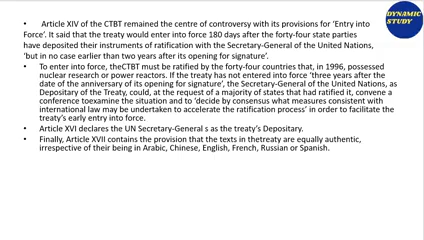 DYNAMIC
STUDY
• Article XIV of the CTBT remained the centre of controversy with its provisions for 'Entry into
Force'. It said that the treaty would enter into force 180 days after the forty-four state parties
have deposited their instruments of ratification with the Secretary-General of the United Nations,
'but in no case earlier than two years after its opening for signature'.
• To enter into force, theCTBT must be ratified by the forty-four countries that, in 1996, possessed
nuclear research or power reactors. If the treaty has not entered into force 'three years after the
date of the anniversary of its opening for signature', the Secretary-General of the United Nations, as
Depositary of the Treaty, could, at the request of a majority of states that had ratified it, convene a
conference toexamine the situation and to 'decide by consensus what measures consistent with
international law may be undertaken to accelerate the ratification process' in order to facilitate the
treaty's early entry into force.
• Article XVI declares the UN Secretary-General s as the treaty's Depositary.
• Finally, Article XVII contains the provision that the texts in thetreaty are equally authentic,
irrespective of their being in Arabic, Chinese, English, French, Russian or Spanish.